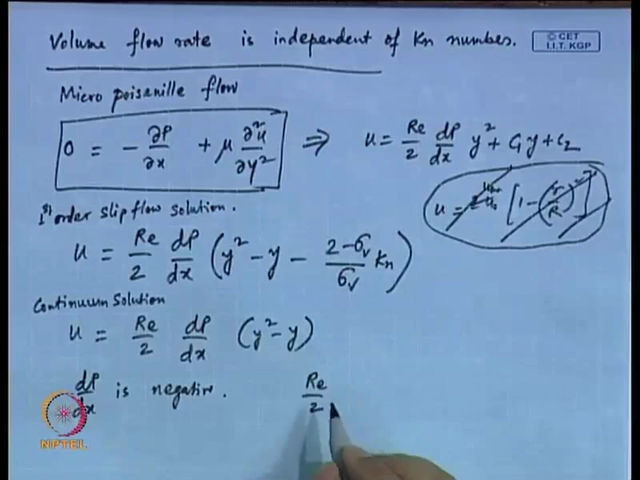 Volume flow rate is independent of Kn numbers.
© CET
I.I.T. KGP
Micro poisanille flow
0 = - ∂P/∂x + μ ∂²u/∂y² ⇒ u = Re/2 dP/dx y² + C₁y + C₂
u = [1 - (r/R)²]
1st order slip flow solution.
u = Re/2 dP/dx (y² - y - 2-σᵥ/σᵥ Kn)
Continuum Solution
u = Re/2 dP/dx (y² - y)
dP/dx is negative. Re/2
NPTEL